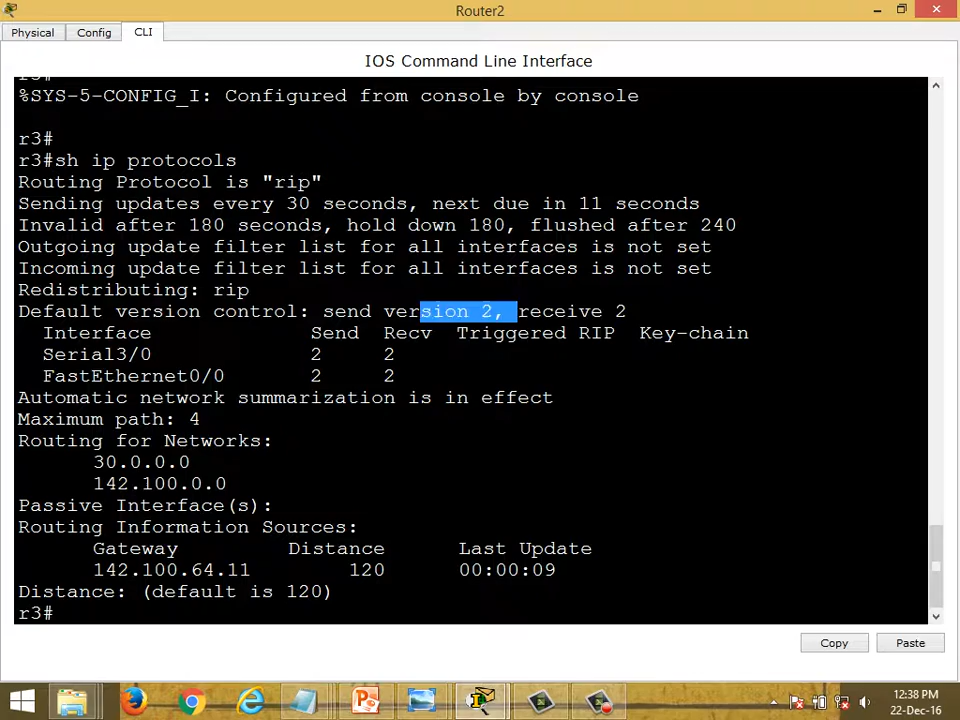 Router2
Physical Config CLI
IOS Command Line Interface
%SYS-5-CONFIG_I: Configured from console by console
r3#
r3#sh ip protocols
Routing Protocol is "rip"
Sending updates every 30 seconds, next due in 11 seconds
Invalid after 180 seconds, hold down 180, flushed after 240
Outgoing update filter list for all interfaces is not set
Incoming update filter list for all interfaces is not set
Redistributing: rip
Default version control: send version 2, receive 2
Interface Send Recv Triggered RIP Key-chain
Serial3/0 2 2
FastEthernet0/0 2 2
Automatic network summarization is in effect
Maximum path: 4
Routing for Networks:
30.0.0.0
142.100.0.0
Passive Interface(s):
Routing Information Sources:
Gateway Distance Last Update
142.100.64.11 120 00:00:09
Distance: (default is 120)
r3#
Copy Paste
12:38 PM
22-Dec-16